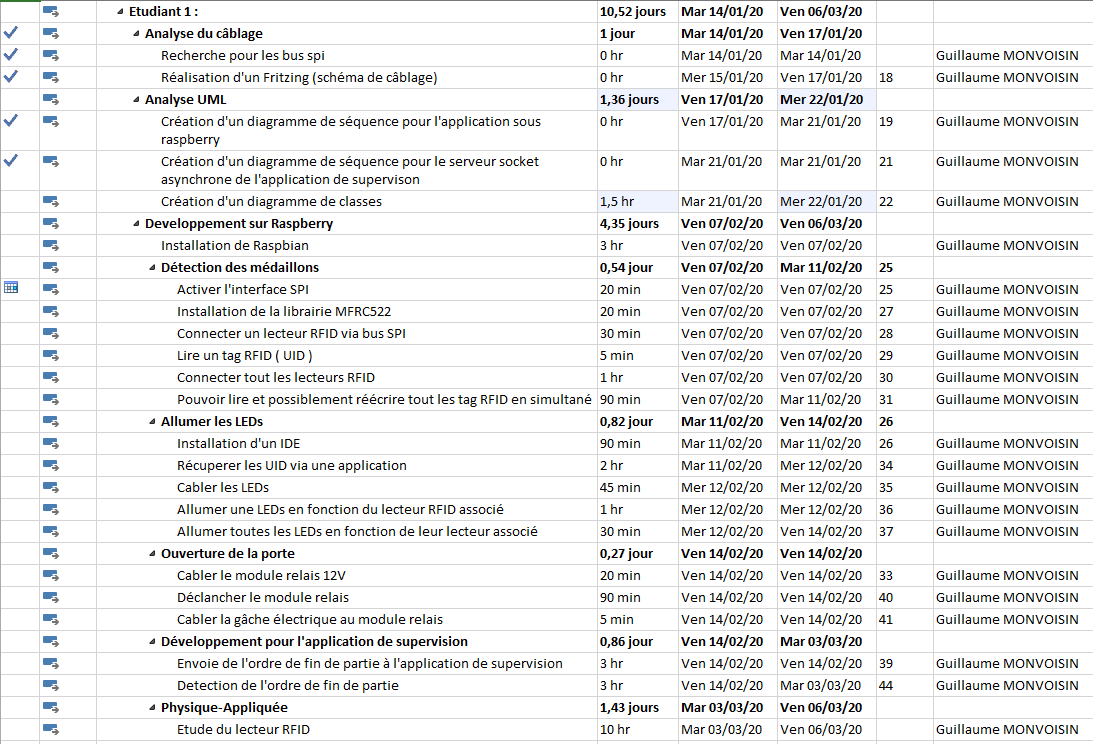 Etudiant 1 : 10,52 jours Mar 14/01/20 Ven 06/03/20
Analyse du câblage 1 jour Mar 14/01/20 Ven 17/01/20
Recherche pour les bus spi 0 hr Mar 14/01/20 Mar 14/01/20 Guillaume MONVOISIN
Réalisation d'un Fritzing (schéma de câblage) 0 hr Mer 15/01/20 Ven 17/01/20 18 Guillaume MONVOISIN
Analyse UML 1,36 jours Ven 17/01/20 Mer 22/01/20
Création d'un diagramme de séquence pour l'application sous 0 hr Ven 17/01/20 Mar 21/01/20 19 Guillaume MONVOISIN
raspberry
Création d'un diagramme de séquence pour le serveur socket 0 hr Mar 21/01/20 Mar 21/01/20 21 Guillaume MONVOISIN
asynchrone de l'application de supervison
Création d'un diagramme de classes 1,5 hr Mar 21/01/20 Mer 22/01/20 22 Guillaume MONVOISIN
Developpement sur Raspberry 4,35 jours Ven 07/02/20 Ven 06/03/20
Installation de Raspbian 3 hr Ven 07/02/20 Ven 07/02/20 Guillaume MONVOISIN
Détection des médaillons 0,54 jour Ven 07/02/20 Mar 11/02/20 25
Activer l'interface SPI 20 min Ven 07/02/20 Ven 07/02/20 25 Guillaume MONVOISIN
Installation de la librairie MFRC522 20 min Ven 07/02/20 Ven 07/02/20 27 Guillaume MONVOISIN
Connecter un lecteur RFID via bus SPI 30 min Ven 07/02/20 Ven 07/02/20 28 Guillaume MONVOISIN
Lire un tag RFID ( UID ) 5 min Ven 07/02/20 Ven 07/02/20 29 Guillaume MONVOISIN
Connecter tout les lecteurs RFID 1 hr Ven 07/02/20 Ven 07/02/20 30 Guillaume MONVOISIN
Pouvoir lire et possiblement réécrire tout les tag RFID en simultané 90 min Ven 07/02/20 Mar 11/02/20 31 Guillaume MONVOISIN
Allumer les LEDs 0,82 jour Mar 11/02/20 Ven 14/02/20 26
Installation d'un IDE 90 min Mar 11/02/20 Mar 11/02/20 26 Guillaume MONVOISIN
Récuperer les UID via une application 2 hr Mar 11/02/20 Mer 12/02/20 34 Guillaume MONVOISIN
Cabler les LEDs 45 min Mer 12/02/20 Mer 12/02/20 35 Guillaume MONVOISIN
Allumer une LEDs en fonction du lecteur RFID associé 1 hr Mer 12/02/20 Mer 12/02/20 36 Guillaume MONVOISIN
Allumer toutes les LEDs en fonction de leur lecteur associé 30 min Mer 12/02/20 Ven 14/02/20 37 Guillaume MONVOISIN
Ouverture de la porte 0,27 jour Ven 14/02/20 Ven 14/02/20
Cabler le module relais 12V 20 min Ven 14/02/20 Ven 14/02/20 33 Guillaume MONVOISIN
Déclancher le module relais 90 min Ven 14/02/20 Ven 14/02/20 40 Guillaume MONVOISIN
Cabler la gâche électrique au module relais 5 min Ven 14/02/20 Ven 14/02/20 41 Guillaume MONVOISIN
Développement pour l'application de supervision 0,86 jour Ven 14/02/20 Mar 03/03/20
Envoie de l'ordre de fin de partie à l'application de supervision 3 hr Ven 14/02/20 Ven 14/02/20 39 Guillaume MONVOISIN
Detection de l'ordre de fin de partie 3 hr Ven 14/02/20 Mar 03/03/20 44 Guillaume MONVOISIN
Physique-Appliquée 1,43 jours Mar 03/03/20 Ven 06/03/20
Etude du lecteur RFID 10 hr Mar 03/03/20 Ven 06/03/20 Guillaume MONVOISIN